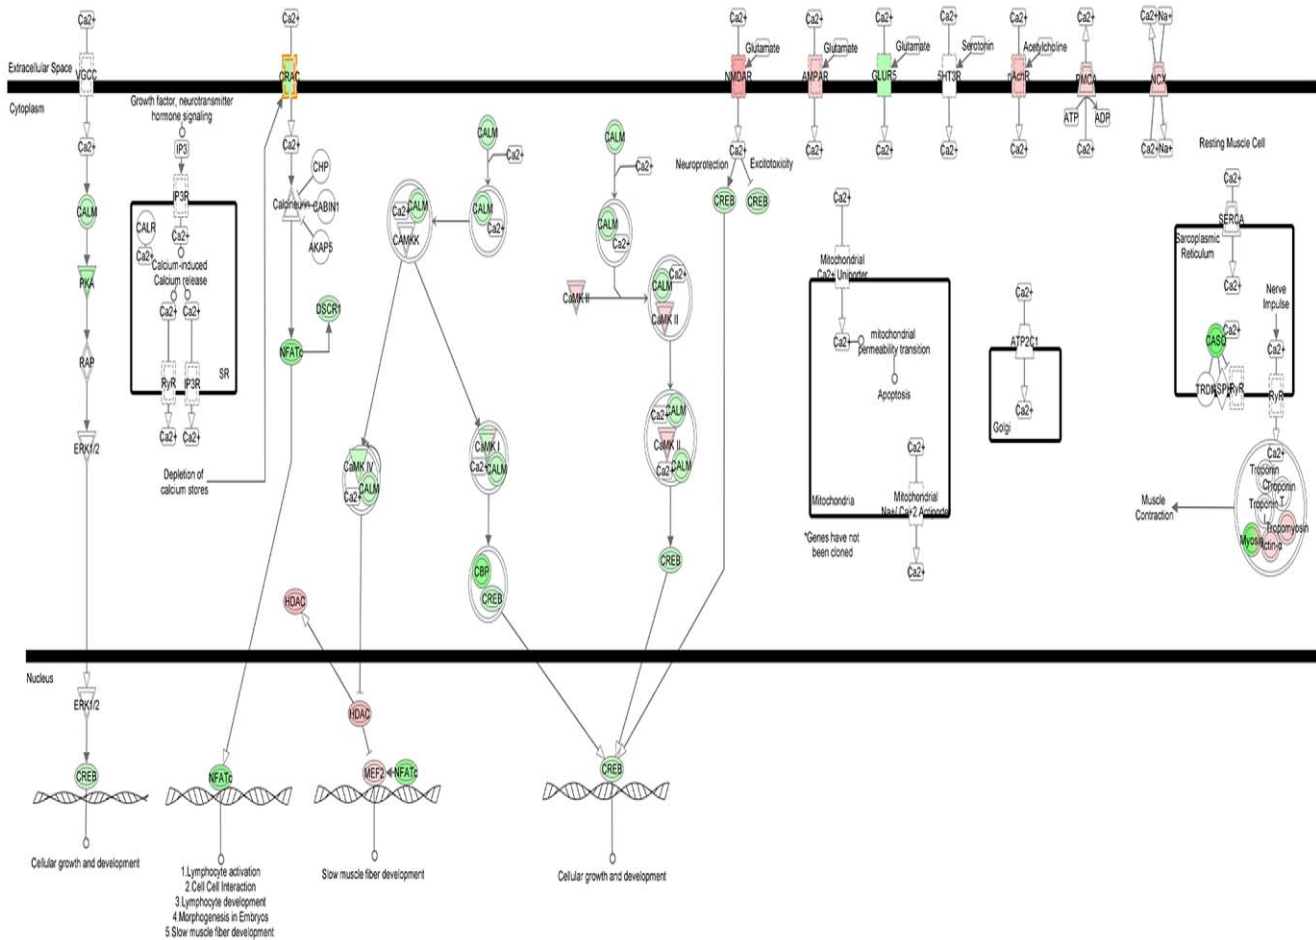 Ca2+
Ca2+
Ca2+
Ca2+
Ca2+
Ca2+
Ca2+
Ca2+
Ca2+Na+
Glutamate
Glutamate
Glutamate
Serotonin
Acetylcholine
Extracellular Space
VGCC
CRAC
NMDAR
AMPAR
GLUR5
5HT3R
nAchR
PMCA
NCX
Cytoplasm
Growth factor, neurotransmitter
hormone signaling
ATP
ADP
Ca2+
IP3
Ca2+
CALM
Ca2+
CALM
Ca2+
Ca2+
Ca2+
Ca2+
Ca2+
Ca2+
Ca2+
Ca2+Na+
Resting Muscle Cell
Neuroprotection
Excitotoxicity
CHP
IP3R
Calcineurin
CABIN1
AKAP5
CALM
CALR
Ca2+
Ca2+
Calcium-induced
Calcium release
Ca2+
CALM
CAMKK
CALM
Ca2+
CALM
Ca2+
CREB
CREB
Ca2+
Ca2+
SERCA
Sarcoplasmic
Reticulum
Ca2+
PKA
Ca2+
Ca2+
DSCR1
CaMK II
Ca2+
CALM
CaMK II
Mitochondrial
Ca2+ Uniporter
Ca2+
mitochondrial
permeability transition
Apoptosis
Ca2+
ATP2C1
Ca2+
Golgi
Nerve
Impulse
Ca2+
CASQ
Ca2+
TRDN
ASPH
RyR
RyR
NFATc
RAP
RyR
IP3R
SR
Ca2+
Ca2+
ERK1/2
Depletion of
calcium stores
CaMK IV
Ca2+
CALM
CaMK I
Ca2+
CALM
Ca2+
CALM
CaMK II
Ca2+
CALM
Ca2+
Mitochondria
Mitochondrial
Na+/ Ca+2 Antiporter
Ca2+
*Genes have not
been cloned
Muscle
Contraction
Ca2+
Troponin
C
Troponin
T
Troponin
I
Tropomyosin
Myosin
Actin-α
CBP
CREB
CREB
HDAC
Nucleus
ERK1/2
HDAC
CREB
NFATc
MEF2
NFATc
CREB
Cellular growth and development
1.Lymphocyte activation
2.Cell Cell Interaction
3.Lymphocyte development
4.Morphogenesis in Embryos
5.Slow muscle fiber development
Slow muscle fiber development
Cellular growth and development